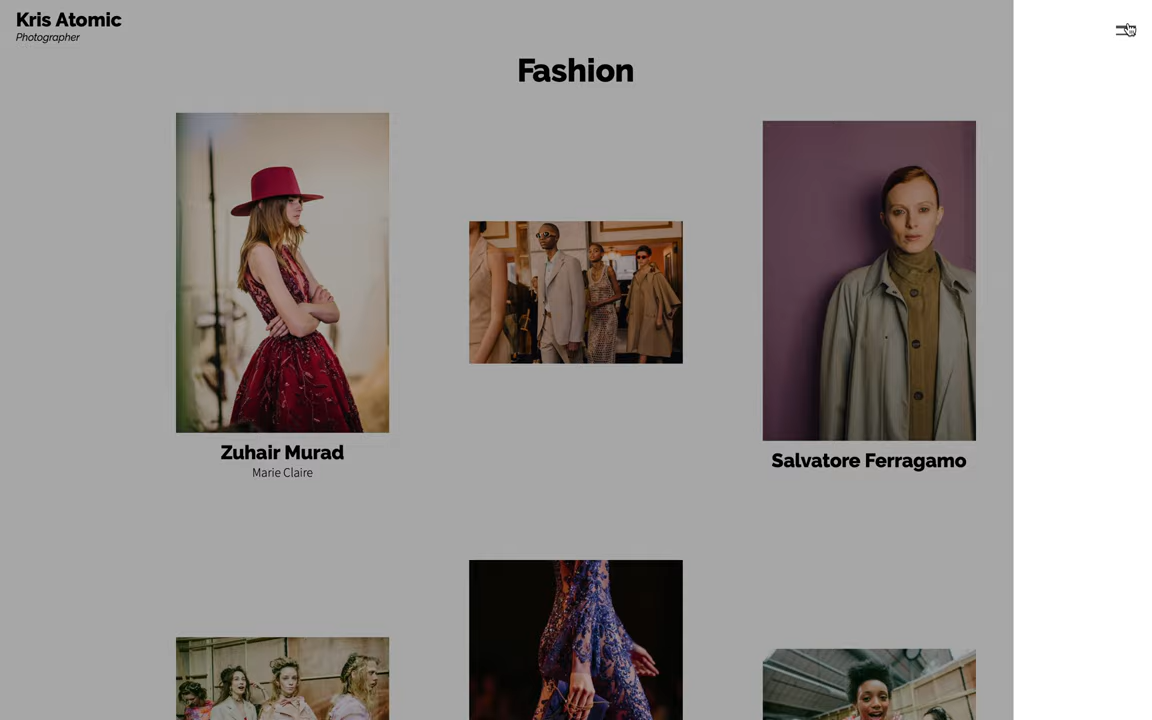 Kris Atomic
Photographer
Fashion
Zuhair Murad
Marie Claire
Salvatore Ferragamo